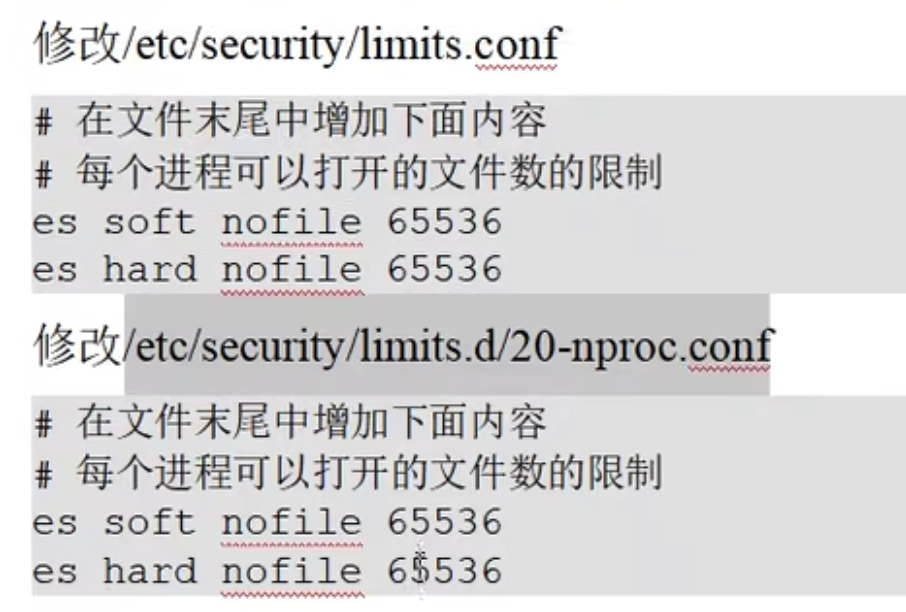 修改/etc/security/limits.conf
# 在文件末尾中增加下面内容
# 每个进程可以打开的文件数的限制
es soft nofile 65536
es hard nofile 65536
修改/etc/security/limits.d/20-nproc.conf
# 在文件末尾中增加下面内容
# 每个进程可以打开的文件数的限制
es soft nofile 65536
es hard nofile 65536